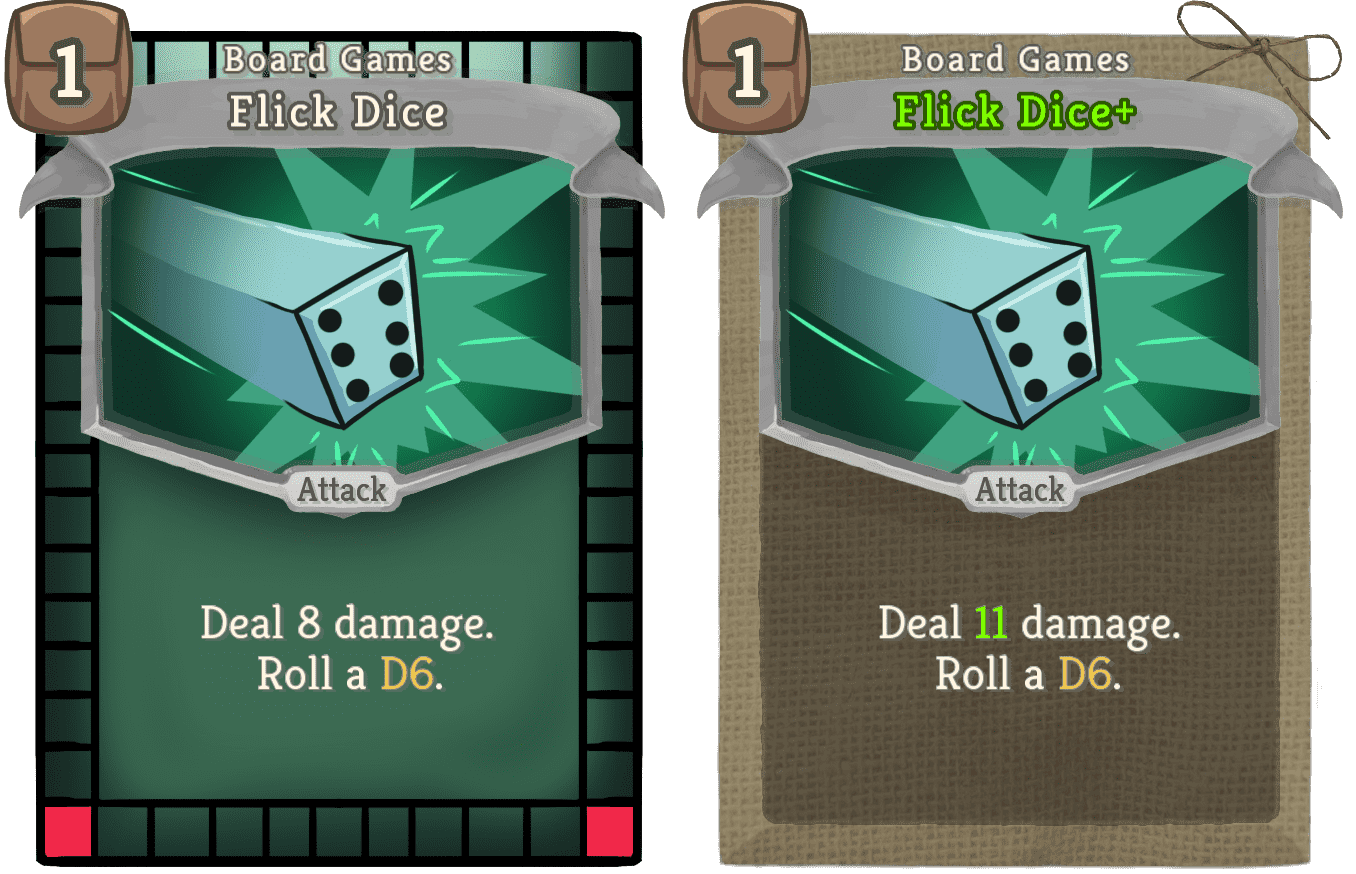 1
Board Games
Flick Dice
Attack
Deal 8 damage.
Roll a D6.
1
Board Games
Flick Dice+
Attack
Deal 11 damage.
Roll a D6.